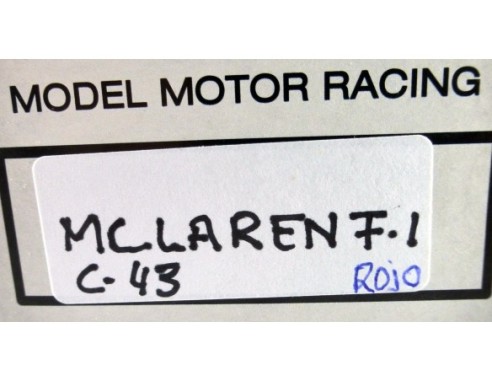 MODEL MOTOR RACING
MCLAREN F.1
C-43 ROJO